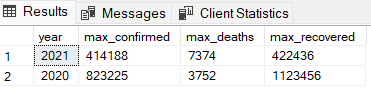 Results Messages Client Statistics
year max_confirmed max_deaths max_recovered
1 2021 414188 7374 422436
2 2020 823225 3752 1123456